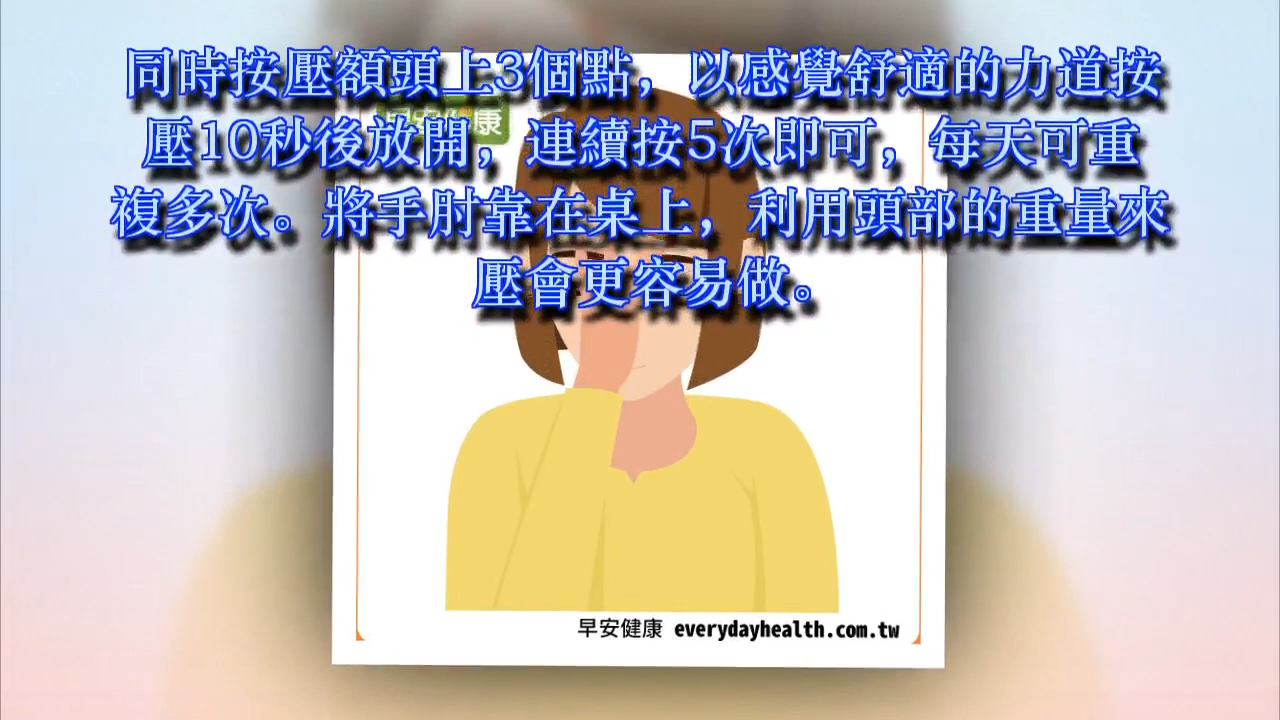 同時按壓額頭上3個點，以感覺舒適的力道按
壓10秒後放開，連續按5次即可，每天可重
複多次。將手肘靠在桌上，利用頭部的重量來
壓會更容易做。
康
早安健康 everydayhealth.com.tw